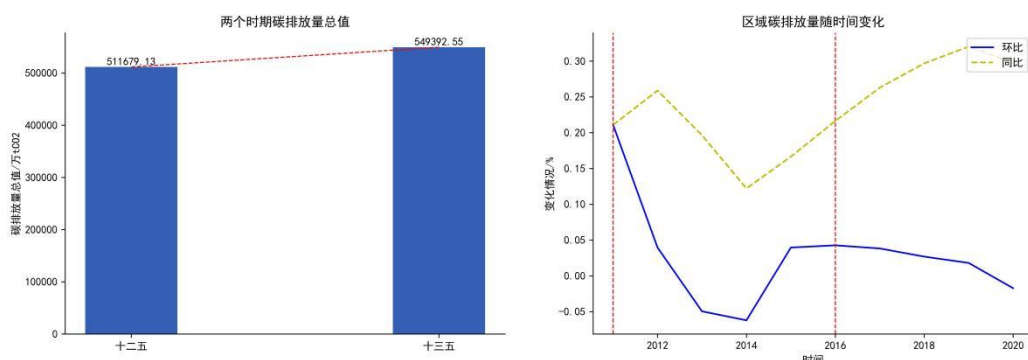 两个时期碳排放量总值
碳排放量总值/万tCO2
500000
400000
300000
200000
100000
0
511679.13
549392.55
十二五
十三五
区域碳排放量随时间变化
变化情况/%
0.30
0.25
0.20
0.15
0.10
0.05
0.00
−0.05
环比
同比
2012
2014
2016
2018
2020
时间